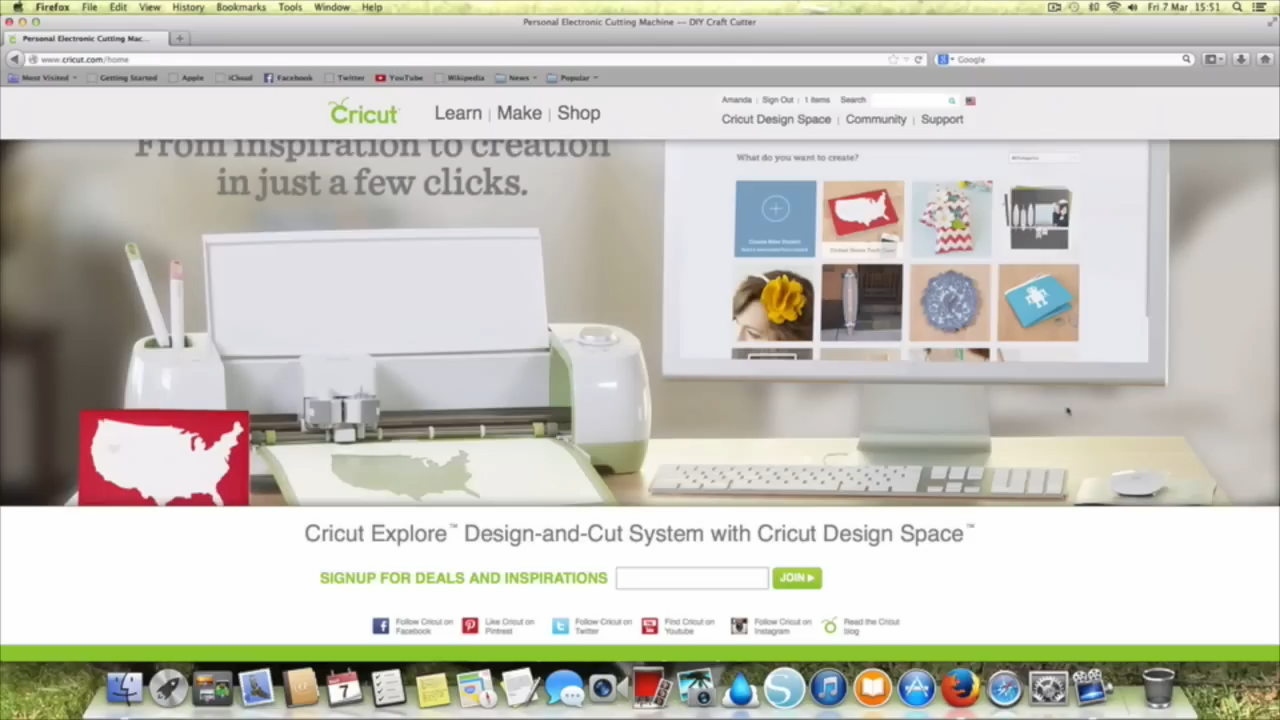 Firefox File Edit View History Bookmarks Tools Window Help Fri 7 Mar 15:51
Personal Electronic Cutting Machine — DIY Craft Cutter
Personal Electronic Cutting Mac...
www.cricut.com/home Google
Most Visited Getting Started Apple iCloud Facebook Twitter YouTube Wikipedia News Popular
Amanda Sign Out 1 items Search
Cricut Learn Make Shop
Cricut Design Space Community Support
From inspiration to creation
in just a few clicks.
What do you want to create?
Cricut Explore™ Design-and-Cut System with Cricut Design Space™
SIGNUP FOR DEALS AND INSPIRATIONS JOIN
Follow Cricut on Facebook
Like Cricut on Pintrest
Follow Cricut on Twitter
Find Cricut on Youtube
Follow Cricut on Instagram
Read the Cricut blog
7